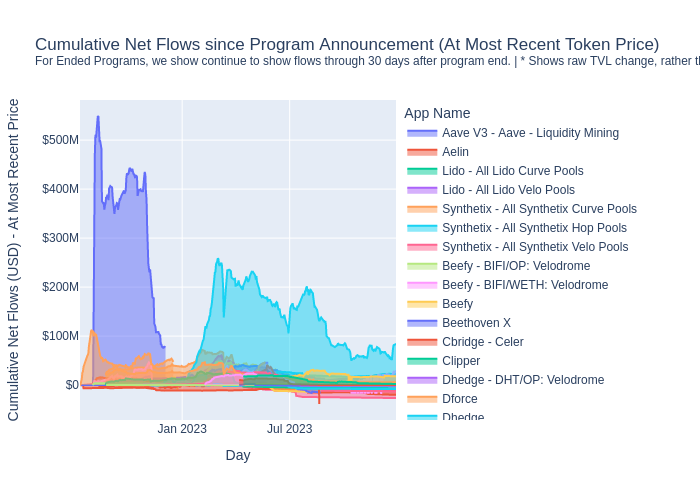 Cumulative Net Flows since Program Announcement (At Most Recent Token Price)
For Ended Programs, we show continue to show flows through 30 days after program end. | * Shows raw TVL change, rather
Cumulative Net Flows (USD) - At Most Recent Price
$500M
$400M
$300M
$200M
$100M
$0
Jan 2023
Jul 2023
Day
App Name
Aave V3 - Aave - Liquidity Mining
Aelin
Lido - All Lido Curve Pools
Lido - All Lido Velo Pools
Synthetix - All Synthetix Curve Pools
Synthetix - All Synthetix Hop Pools
Synthetix - All Synthetix Velo Pools
Beefy - BIFI/OP: Velodrome
Beefy - BIFI/WETH: Velodrome
Beefy
Beethoven X
Cbridge - Celer
Clipper
Dhedge - DHT/OP: Velodrome
Dforce
Dhedge